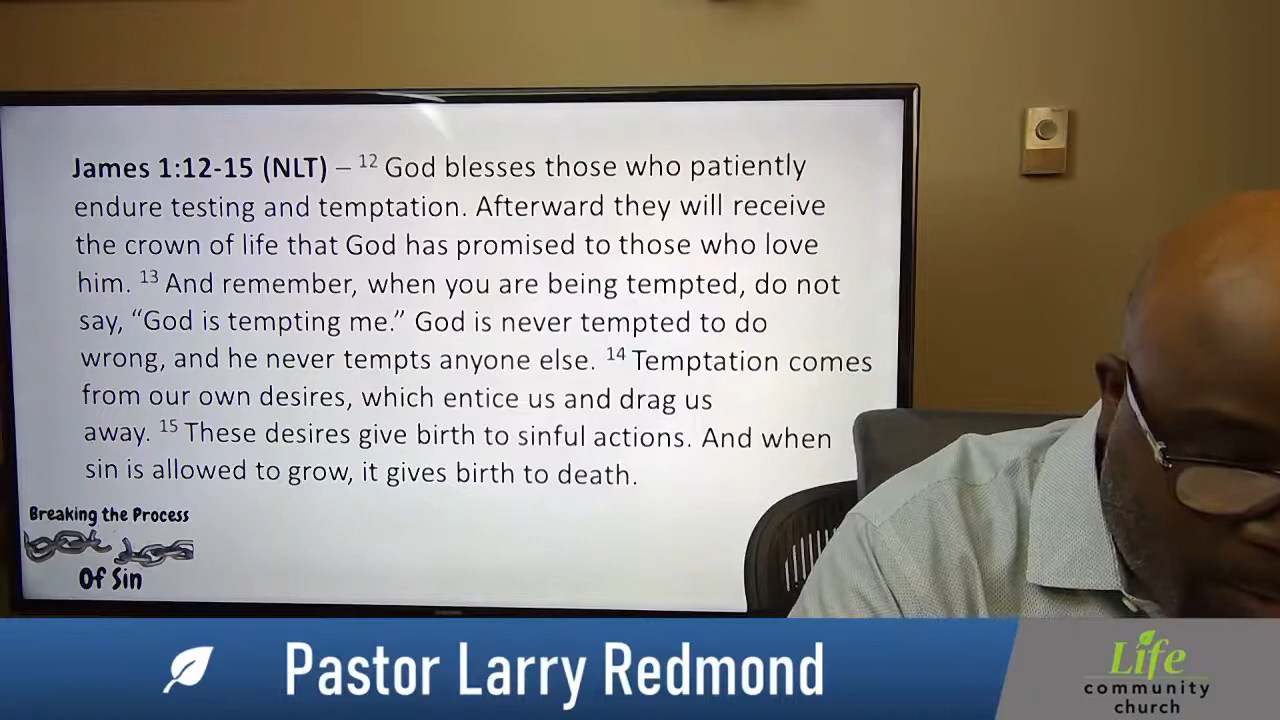 James 1:12-15 (NLT) – 12 God blesses those who patiently
endure testing and temptation. Afterward they will receive
the crown of life that God has promised to those who love
him. 13 And remember, when you are being tempted, do not
say, “God is tempting me.” God is never tempted to do
wrong, and he never tempts anyone else. 14 Temptation comes
from our own desires, which entice us and drag us
away. 15 These desires give birth to sinful actions. And when
sin is allowed to grow, it gives birth to death.
Breaking the Process
Of Sin
Pastor Larry Redmond
Life
community
church